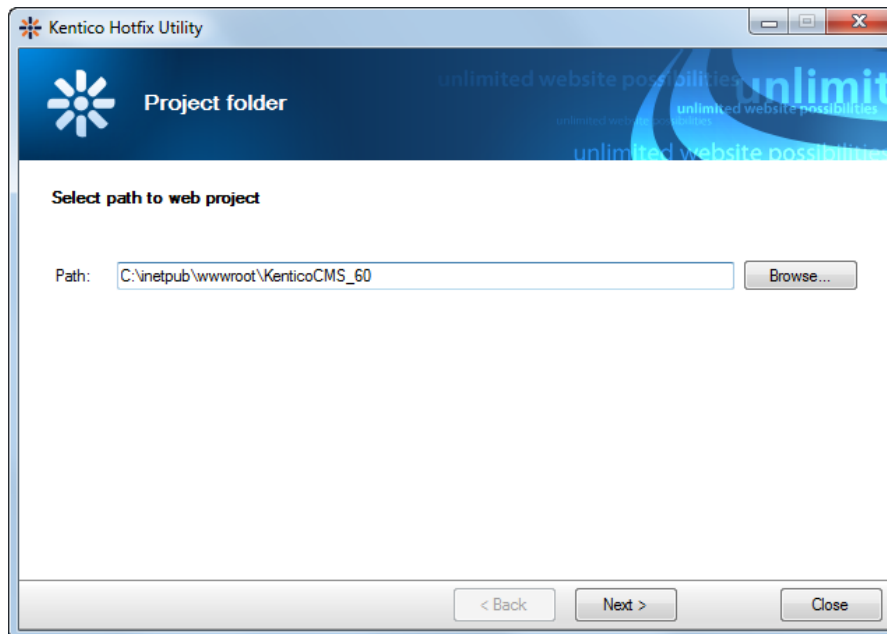 Kentico Hotfix Utility
unlimited website possibilities
unlimit
unlimited website possibilities
Project folder
unlimited website possibilities
unlimited website possibilities
Select path to web project
Path: C:\inetpub\wwwroot\KenticoCMS_60 Browse...
< Back Next > Close